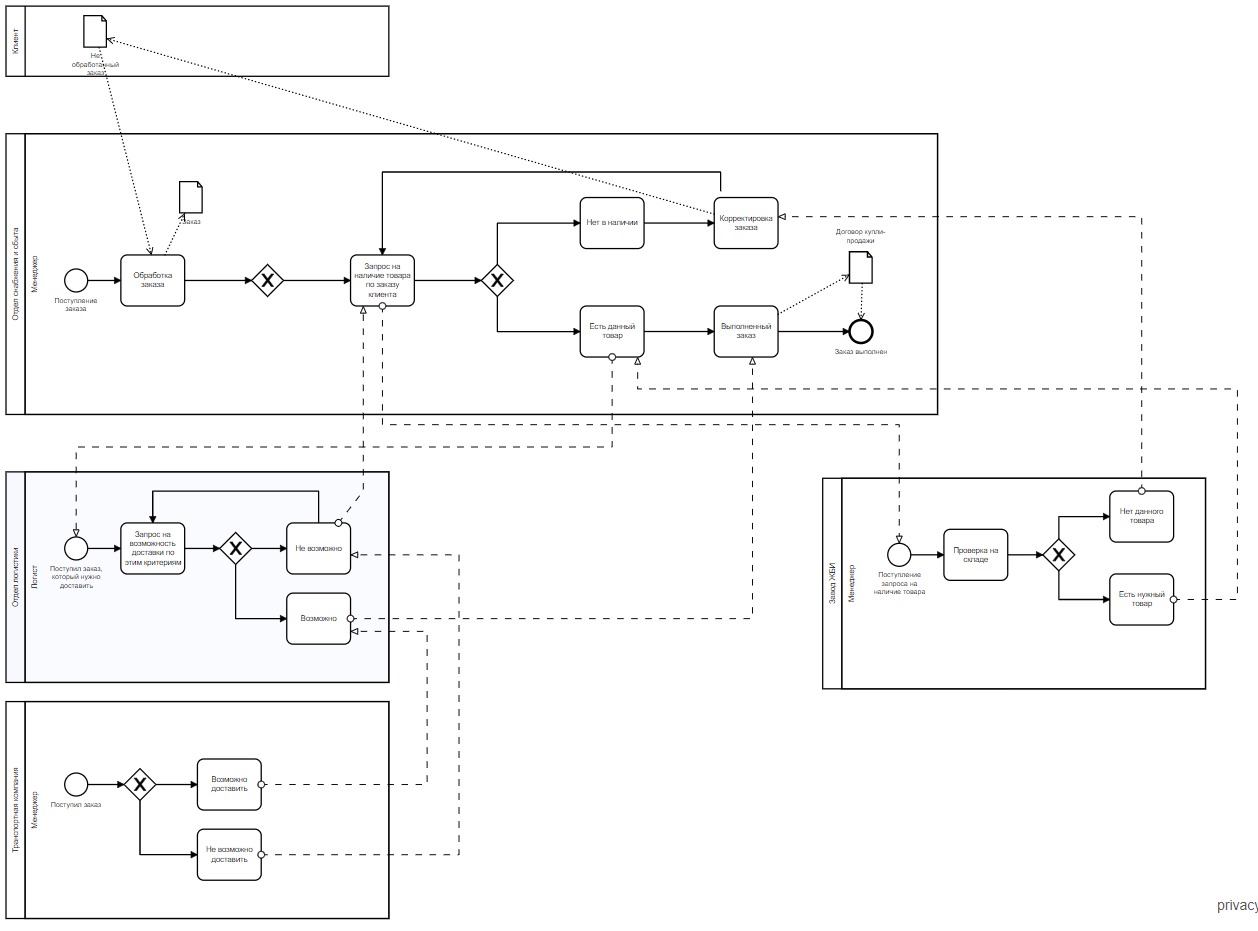 Клиент
Не
обработанный
заказ
Отдел снабжения и сбыта
Менеджер
Поступление
заказа
Обработка
заказа
Заказ
Запрос на
наличие товара
по заказу
клиента
Нет в наличии
Корректировка
заказа
Есть данный
товар
Выполненный
заказ
Договор купли-
продажи
Заказ выполнен
Отдел логистики
Логист
Поступил заказ,
который нужно
доставить
Запрос на
возможность
доставки по
этим критериям
Не возможно
Возможно
Завод ЖБИ
Менеджер
Поступление
запроса на
наличие товара
Проверка на
складе
Нет данного
товара
Есть нужный
товар
Транспортная компания
Менеджер
Поступил заказ
Возможно
доставить
Не возможно
доставить
privacy